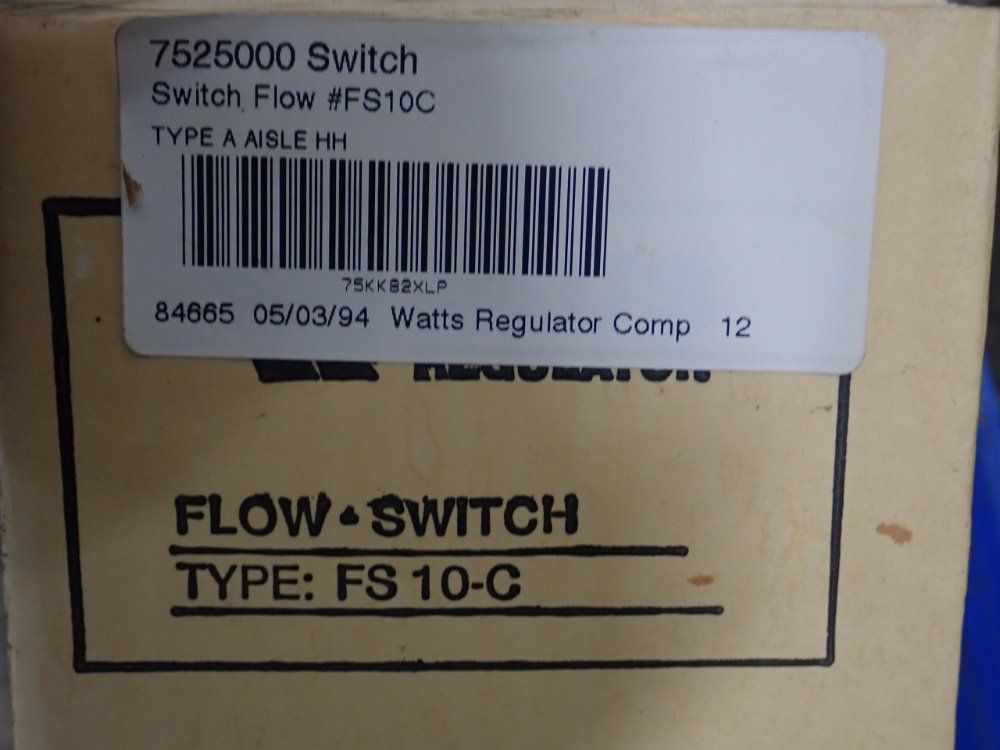 7525000 Switch
Switch Flow #FS10C
TYPE A AISLE HH
75KK82XLP
84665 05/03/94 Watts Regulator Comp 12
REGULATOR
FLOW-SWITCH
TYPE: FS 10-C